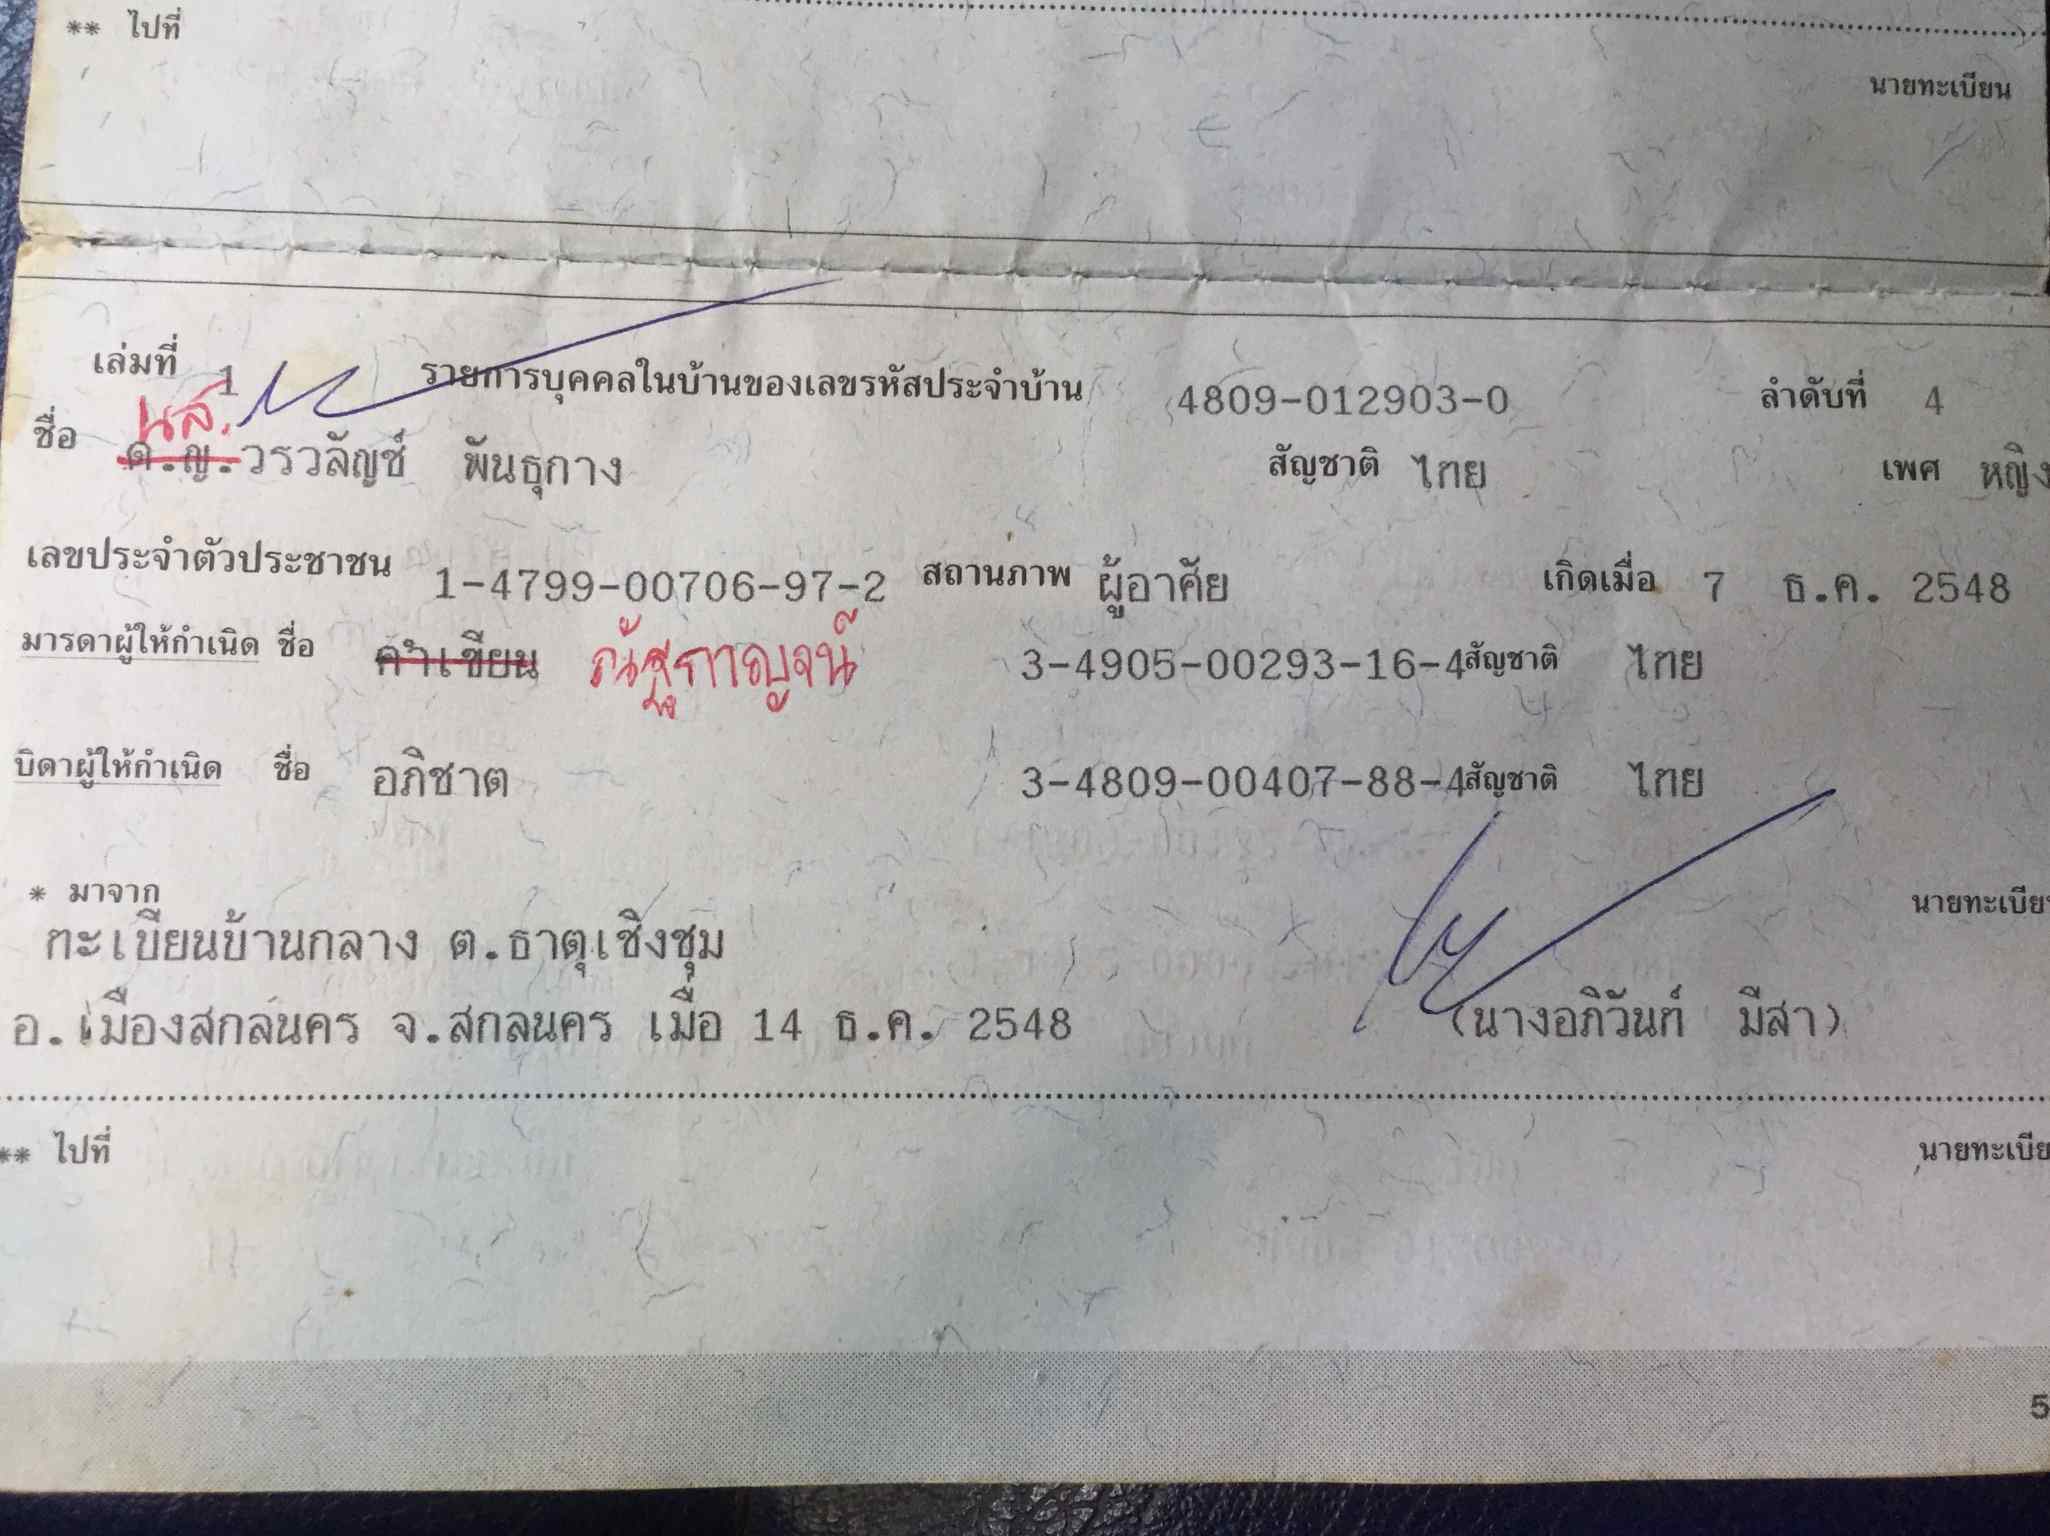 ** ไปที่
นายทะเบียน
เล่มที่ 1 รายการบุคคลในบ้านของเลขรหัสประจำบ้าน 4809-012903-0 ลำดับที่ 4
นส.
ชื่อ ด.ญ.วรวลัญช์ พันธุกาง สัญชาติ ไทย เพศ หญิง
เลขประจำตัวประชาชน 1-4799-00706-97-2 สถานภาพ ผู้อาศัย เกิดเมื่อ 7 ธ.ค. 2548
มารดาผู้ให้กำเนิด ชื่อ คำเขียน ณัฐกาญจน์ 3-4905-00293-16-4 สัญชาติ ไทย
บิดาผู้ให้กำเนิด ชื่อ อภิชาต 3-4809-00407-88-4 สัญชาติ ไทย
* มาจาก นายทะเบียน
ทะเบียนบ้านกลาง ต.ธาตุเชิงชุม
อ.เมืองสกลนคร จ.สกลนคร เมื่อ 14 ธ.ค. 2548 (นางอภิวันท์ มีสา)
** ไปที่ นายทะเบีย
5